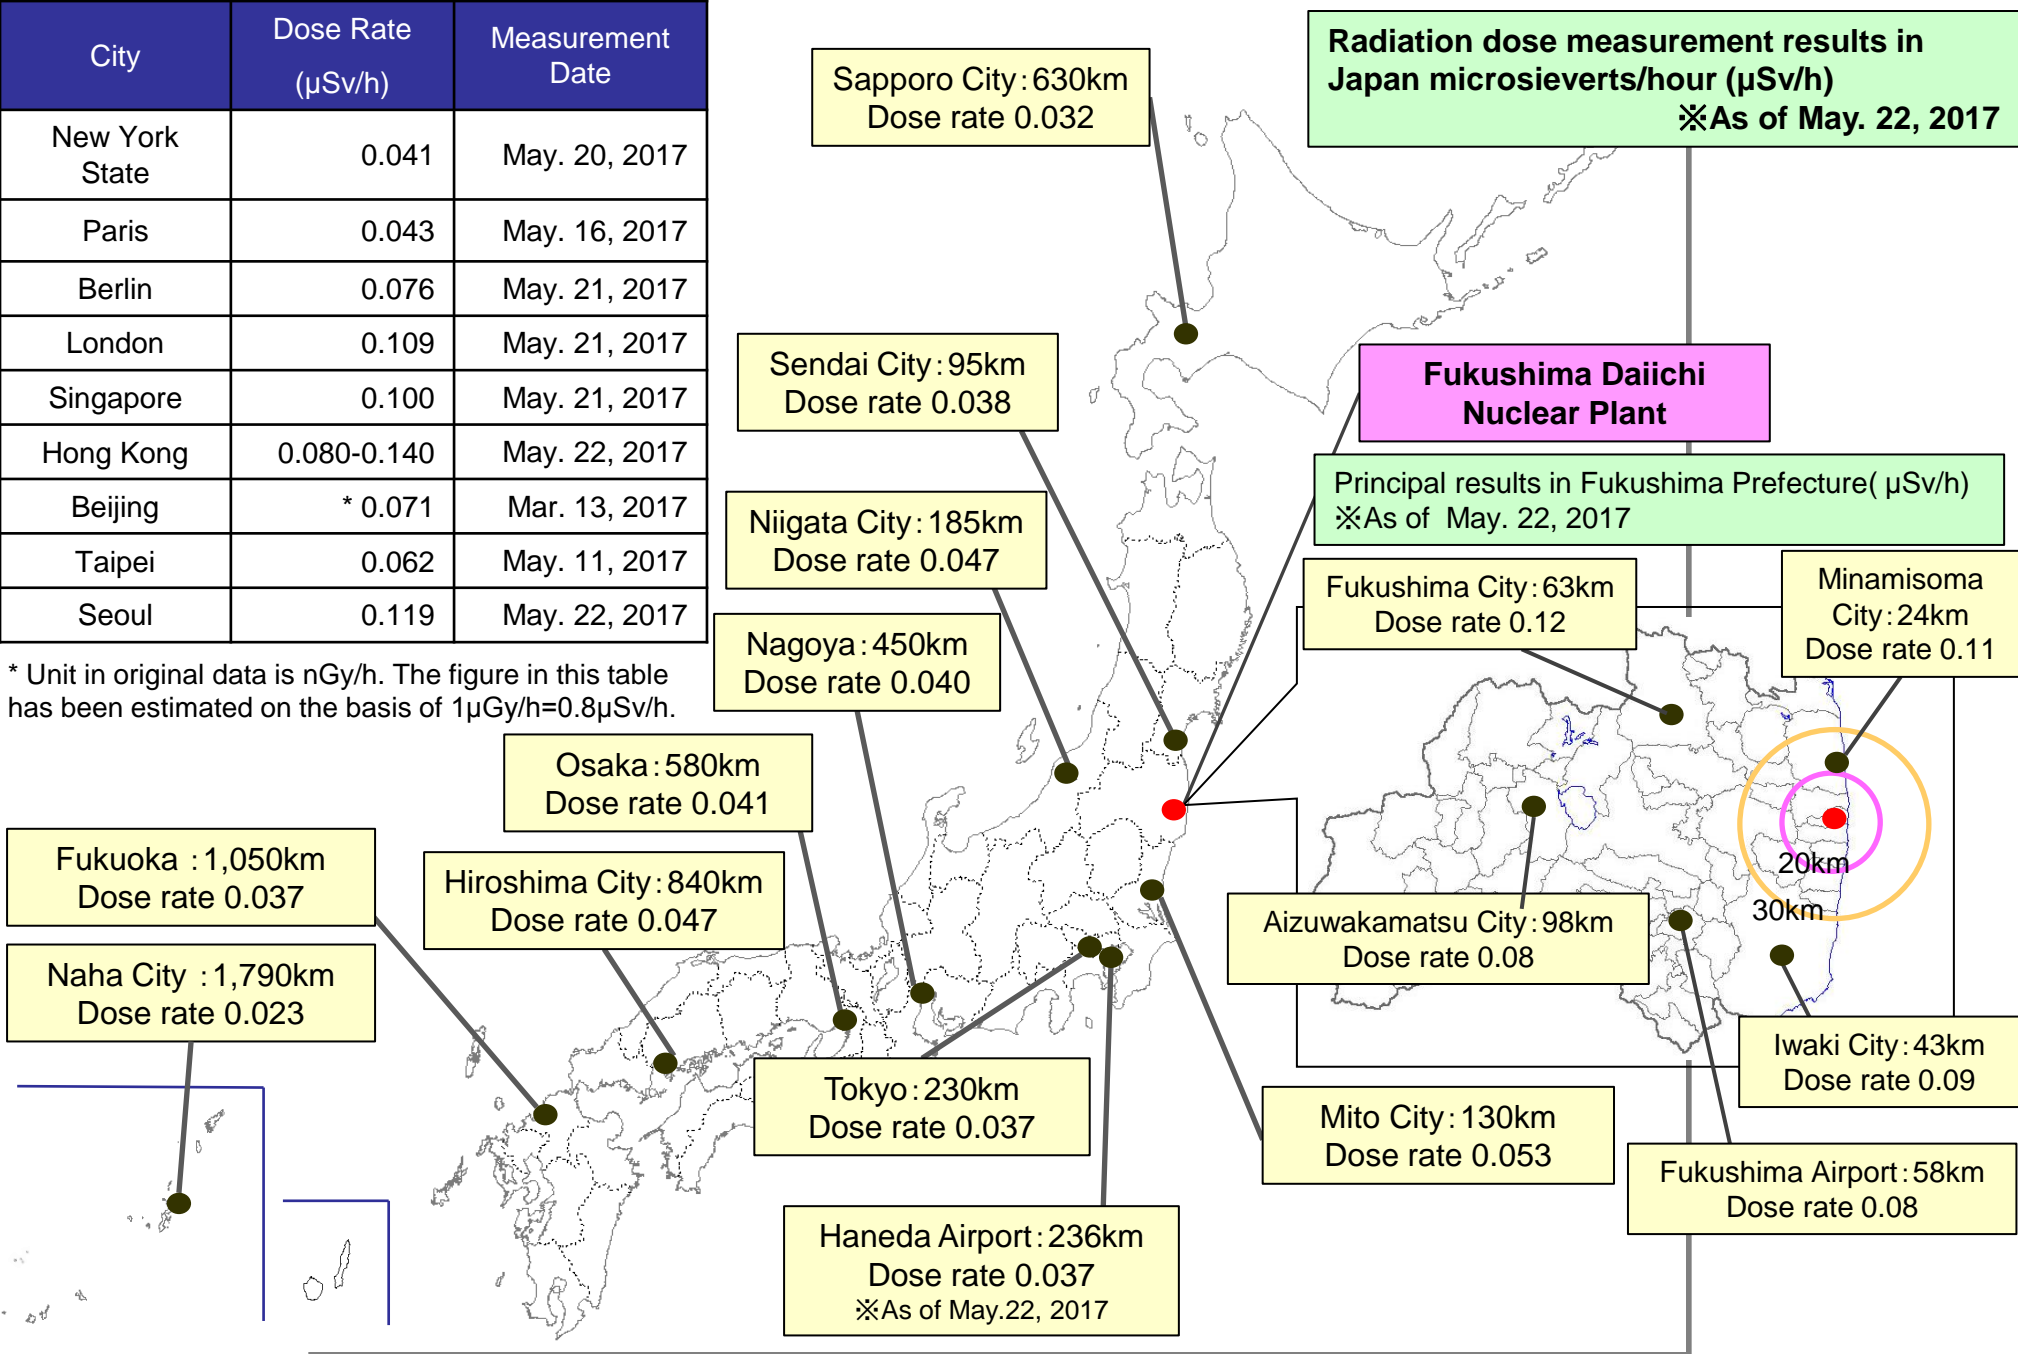 City
Dose Rate
(µSv/h)
Measurement
Date
New York
State
0.041
May. 20, 2017
Paris
0.043
May. 16, 2017
Berlin
0.076
May. 21, 2017
London
0.109
May. 21, 2017
Singapore
0.100
May. 21, 2017
Hong Kong
0.080-0.140
May. 22, 2017
Beijing
* 0.071
Mar. 13, 2017
Taipei
0.062
May. 11, 2017
Seoul
0.119
May. 22, 2017
* Unit in original data is nGy/h. The figure in this table
has been estimated on the basis of 1µGy/h=0.8µSv/h.
Radiation dose measurement results in
Japan microsieverts/hour (µSv/h)
※As of May. 22, 2017
Sapporo City：630km
Dose rate 0.032
Sendai City：95km
Dose rate 0.038
Fukushima Daiichi
Nuclear Plant
Principal results in Fukushima Prefecture( µSv/h)
※As of  May. 22, 2017
Niigata City：185km
Dose rate 0.047
Nagoya：450km
Dose rate 0.040
Fukushima City：63km
Dose rate 0.12
Minamisoma
City：24km
Dose rate 0.11
Osaka：580km
Dose rate 0.041
Fukuoka ：1,050km
Dose rate 0.037
Hiroshima City：840km
Dose rate 0.047
20km
30km
Aizuwakamatsu City：98km
Dose rate 0.08
Naha City ：1,790km
Dose rate 0.023
Iwaki City：43km
Dose rate 0.09
Tokyo：230km
Dose rate 0.037
Mito City：130km
Dose rate 0.053
Fukushima Airport：58km
Dose rate 0.08
Haneda Airport：236km
Dose rate 0.037
※As of May.22, 2017